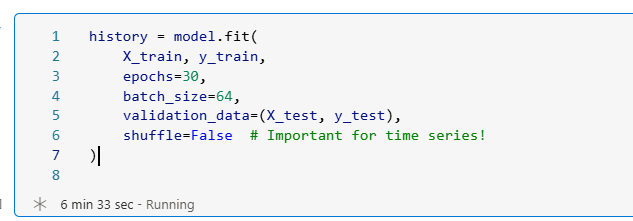 1 history = model.fit(
2     X_train, y_train,
3     epochs=30,
4     batch_size=64,
5     validation_data=(X_test, y_test),
6     shuffle=False  # Important for time series!
7 )
8
6 min 33 sec - Running